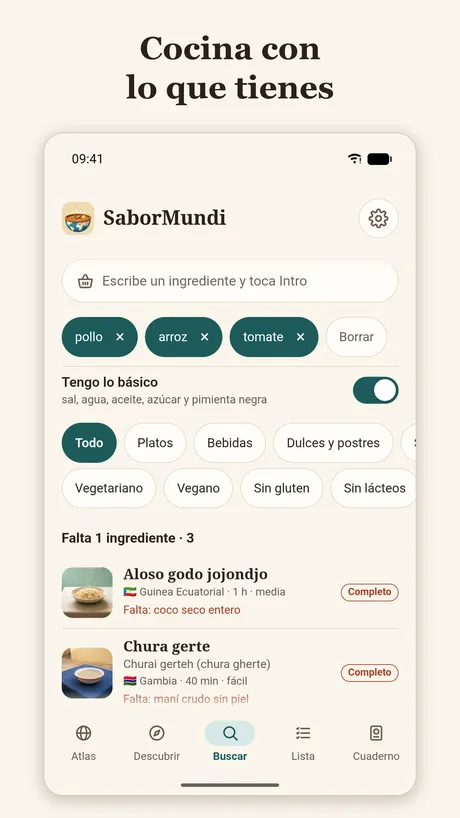 Cocina con
lo que tienes
09:41
SaborMundi
Escribe un ingrediente y toca Intro
pollo ×
arroz ×
tomate ×
Borrar
Tengo lo básico
sal, agua, aceite, azúcar y pimienta negra
Todo
Platos
Bebidas
Dulces y postres
Vegetariano
Vegano
Sin gluten
Sin lácteos
Falta 1 ingrediente · 3
Aloso godo jojondjo
Guinea Ecuatorial · 1 h · media
Completo
Falta: coco seco entero
Chura gerte
Churai gerteh (chura gherte)
Gambia · 40 min · fácil
Completo
Falta: maní crudo sin piel
Atlas
Descubrir
Buscar
Lista
Cuaderno